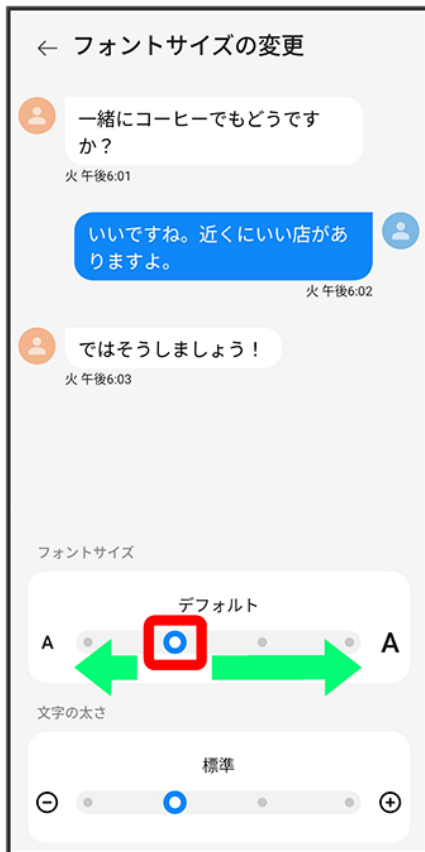 ← フォントサイズの変更
一緒にコーヒーでもどうです
か？
火 午後6:01
いいですね。近くにいい店があ
りますよ。
火 午後6:02
ではそうしましょう！
火 午後6:03
フォントサイズ
デフォルト
A A
文字の太さ
標準